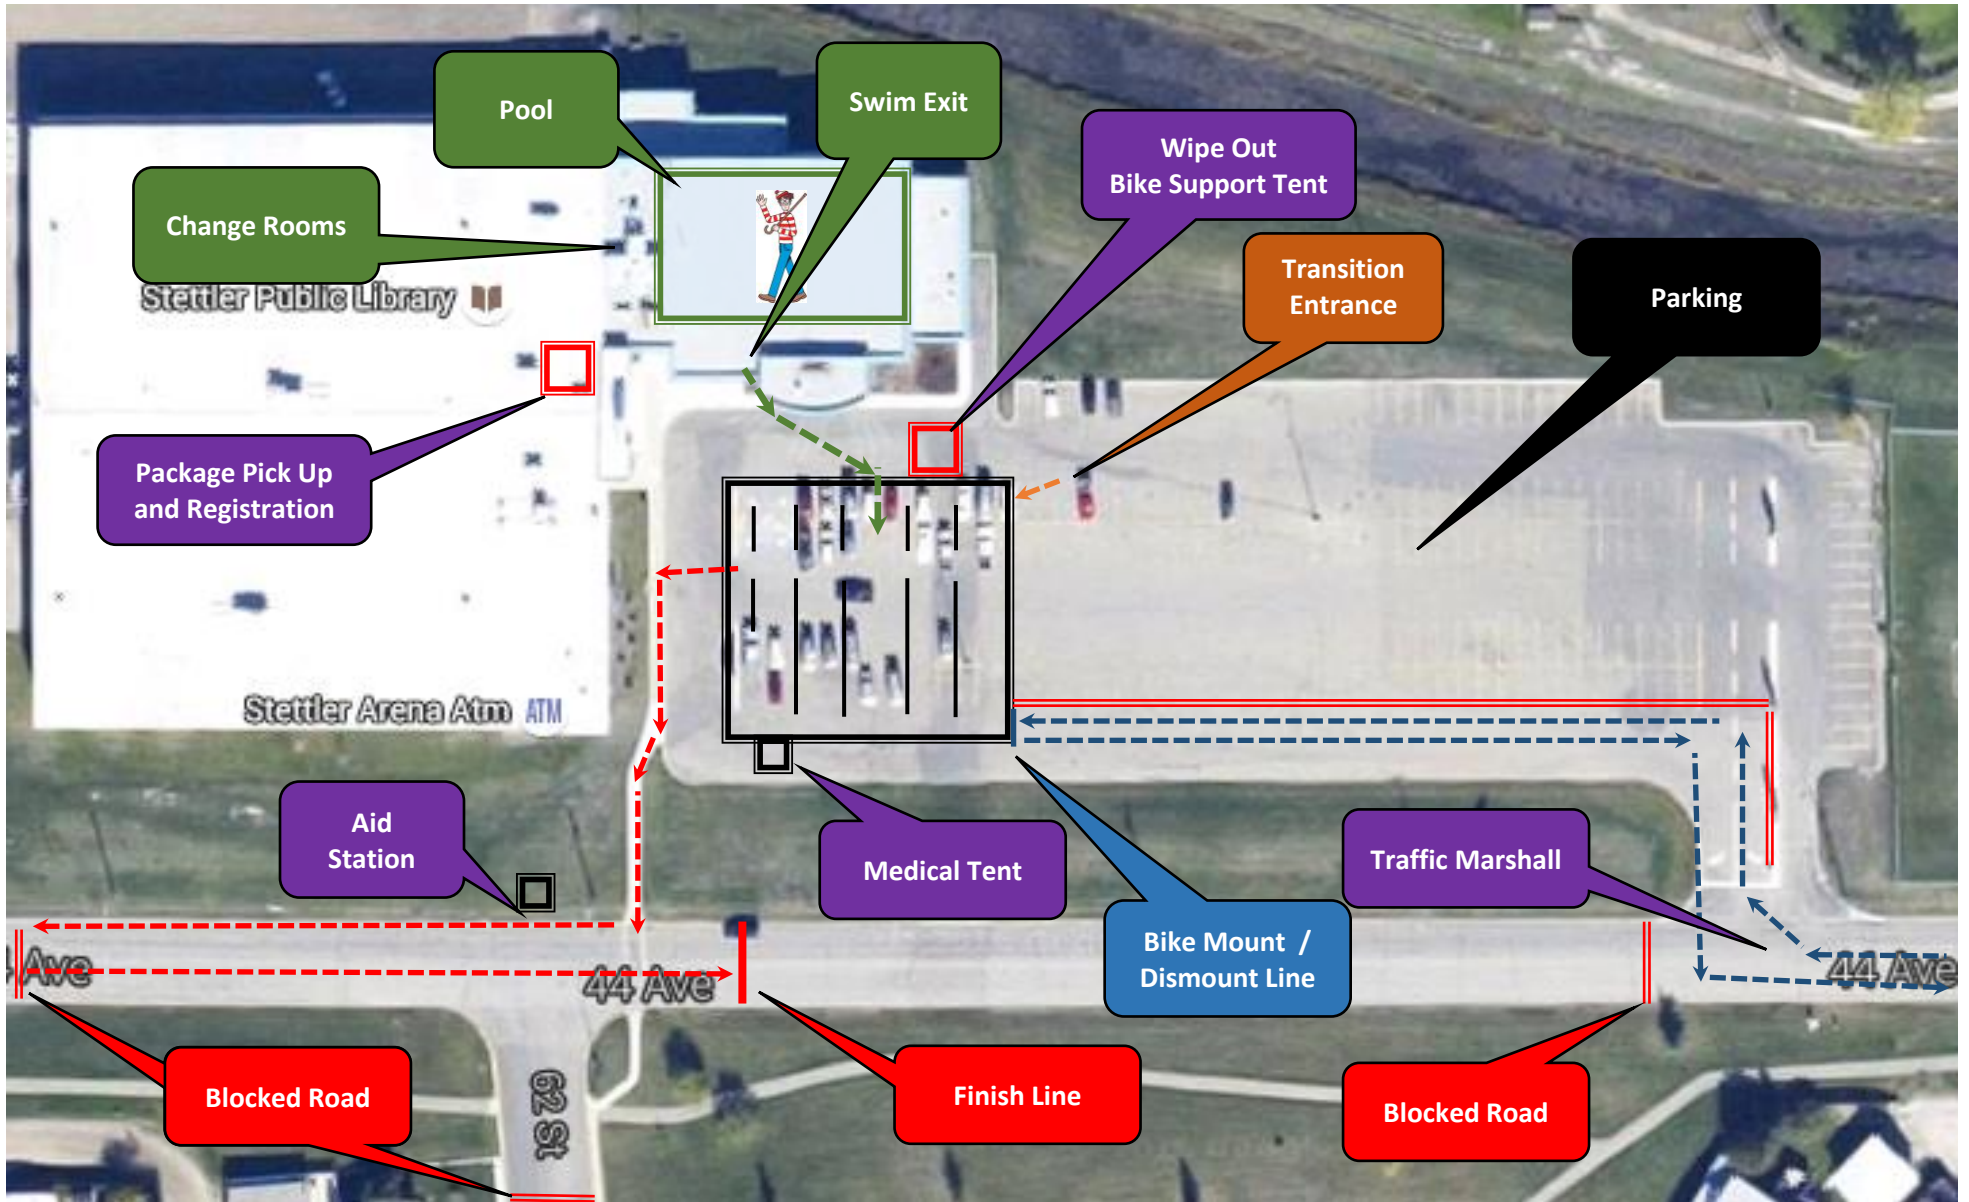 Pool
Swim Exit
Wipe Out
Bike Support Tent
Change Rooms
Transition
Entrance
Parking
Stettler Public Library
Package Pick Up
and Registration
Stettler Arena Atm ATM
Aid
Station
Medical Tent
Traffic Marshall
Bike Mount /
Dismount Line
Ave
44 Ave
44 Ave
Blocked Road
62 St
Finish Line
Blocked Road